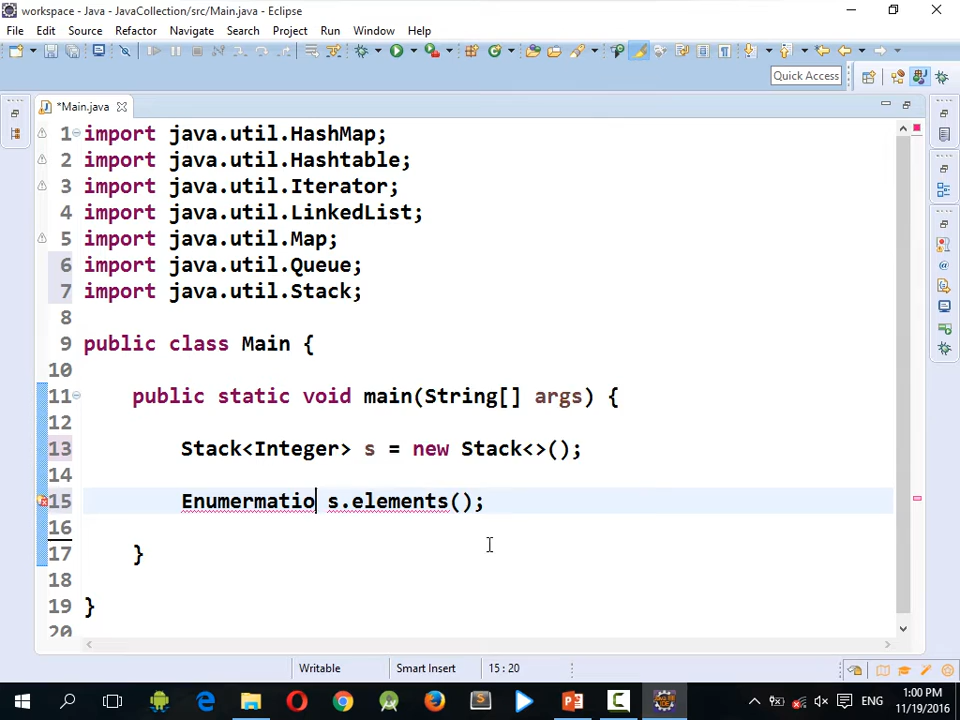 workspace - Java - JavaCollection/src/Main.java - Eclipse
File Edit Source Refactor Navigate Search Project Run Window Help
Quick Access
*Main.java
1 import java.util.HashMap;
2 import java.util.Hashtable;
3 import java.util.Iterator;
4 import java.util.LinkedList;
5 import java.util.Map;
6 import java.util.Queue;
7 import java.util.Stack;
8
9 public class Main {
10
11 public static void main(String[] args) {
12
13 Stack<Integer> s = new Stack<>();
14
15 Enumermatio s.elements();
16
17 }
18
19 }
20
Writable Smart Insert 15 : 20
ENG 1:00 PM
11/19/2016